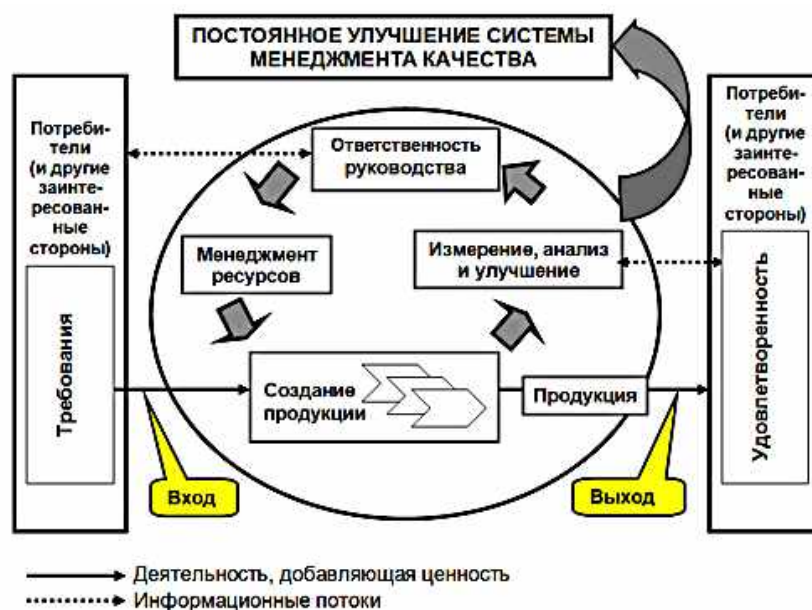 ПОСТОЯННОЕ УЛУЧШЕНИЕ СИСТЕМЫ
МЕНЕДЖМЕНТА КАЧЕСТВА
Потреби-
тели
(и другие
заинте-
ресован-
ные
стороны)
Требования
Ответственность
руководства
Менеджмент
ресурсов
Измерение, анализ
и улучшение
Создание
продукции
Продукция
Вход
Выход
Потреби-
тели
(и другие
заинте-
ресован-
ные
стороны)
Удовлетворенность
Деятельность, добавляющая ценность
Информационные потоки